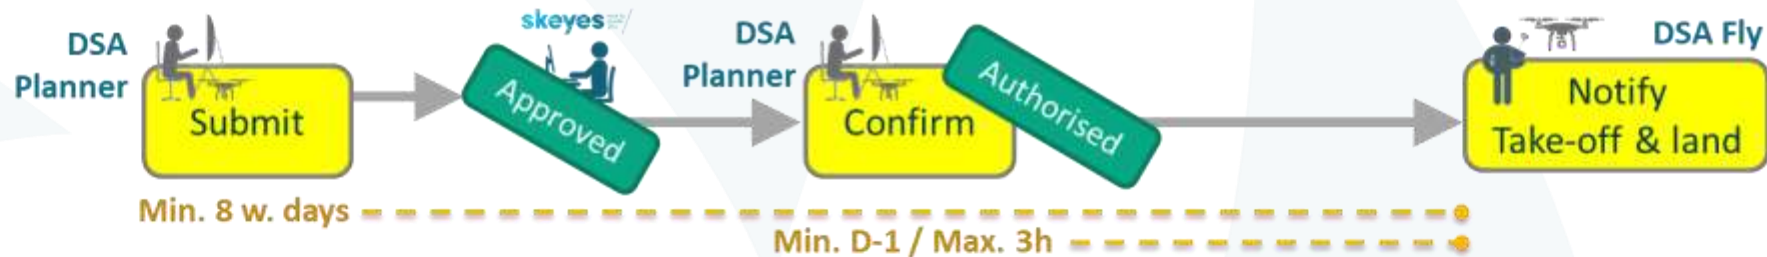 DSA
Planner
Submit
skeyes
Approved
DSA
Planner
Confirm
Authorised
DSA Fly
Notify
Take-off & land
Min. 8 w. days
Min. D-1 / Max. 3h